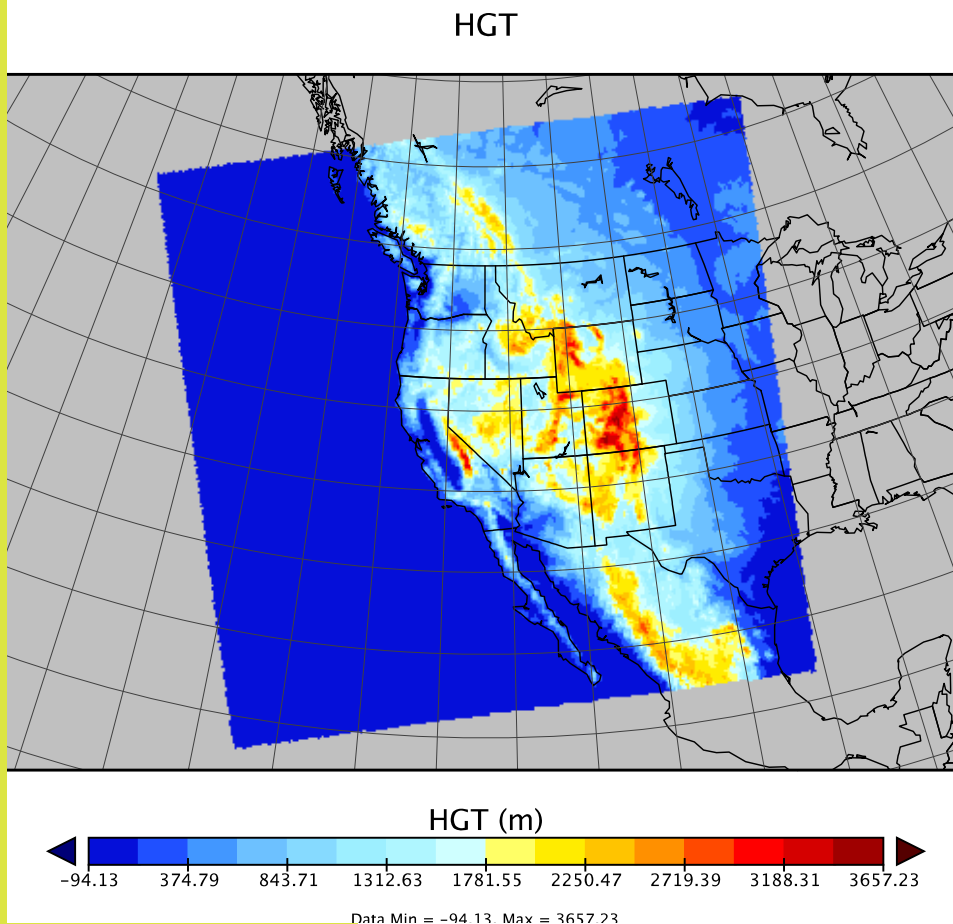 HGT
HGT (m)
−94.13 374.79 843.71 1312.63 1781.55 2250.47 2719.39 3188.31 3657.23
Data Min = −94.13, Max = 3657.23